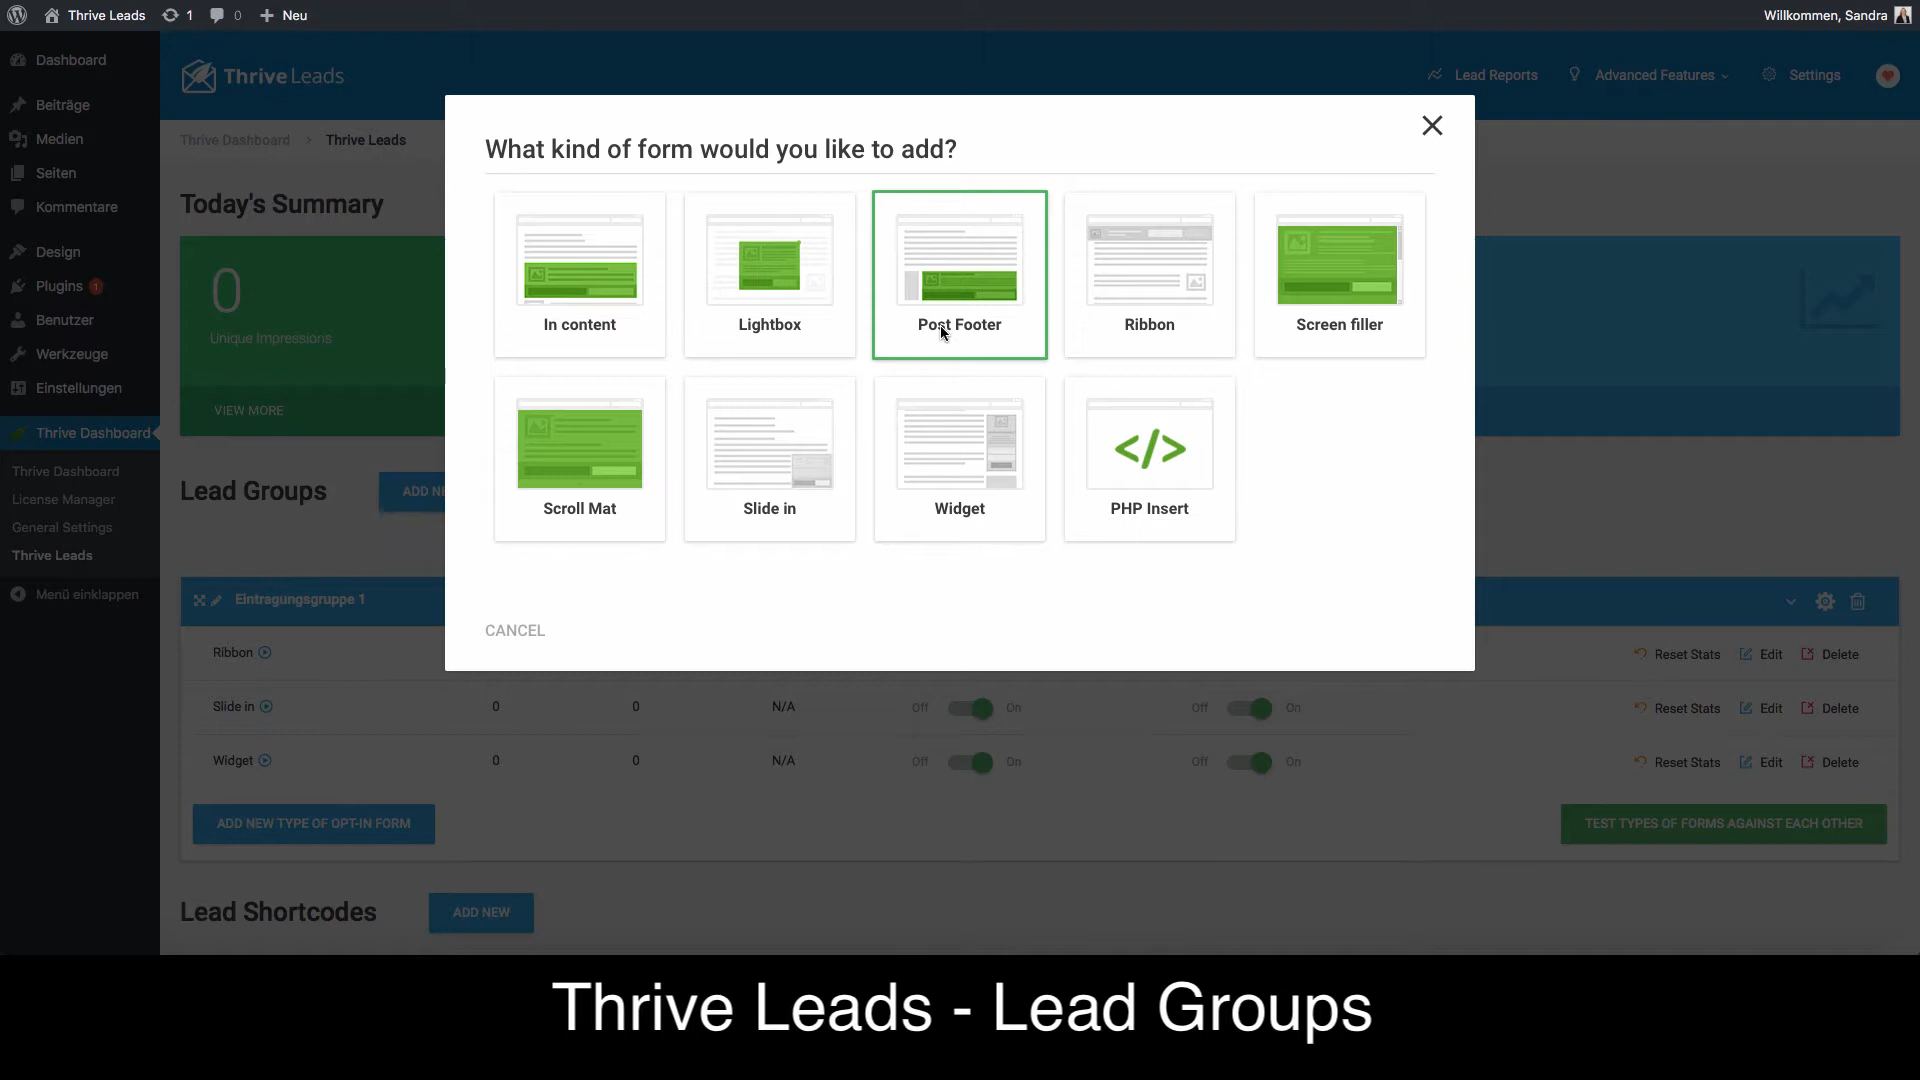 Thrive Leads 1 0 Neu Willkommen, Sandra
Dashboard
Beiträge
Medien
Seiten
Kommentare
Design
Plugins 1
Benutzer
Werkzeuge
Einstellungen
Thrive Dashboard
Thrive Dashboard
License Manager
General Settings
Thrive Leads
Menü einklappen
Thrive Leads
Lead Reports Advanced Features Settings
Thrive Dashboard > Thrive Leads
Today's Summary
0
Unique Impressions
VIEW MORE
What kind of form would you like to add?
In content Lightbox Post Footer Ribbon Screen filler
Scroll Mat Slide in Widget </> PHP Insert
CANCEL
Lead Groups ADD NE
Eintragungsgruppe 1
Ribbon Reset Stats Edit Delete
Slide in 0 0 N/A Off On Off On Reset Stats Edit Delete
Widget 0 0 N/A Off On Off On Reset Stats Edit Delete
ADD NEW TYPE OF OPT-IN FORM TEST TYPES OF FORMS AGAINST EACH OTHER
Lead Shortcodes ADD NEW
Thrive Leads - Lead Groups